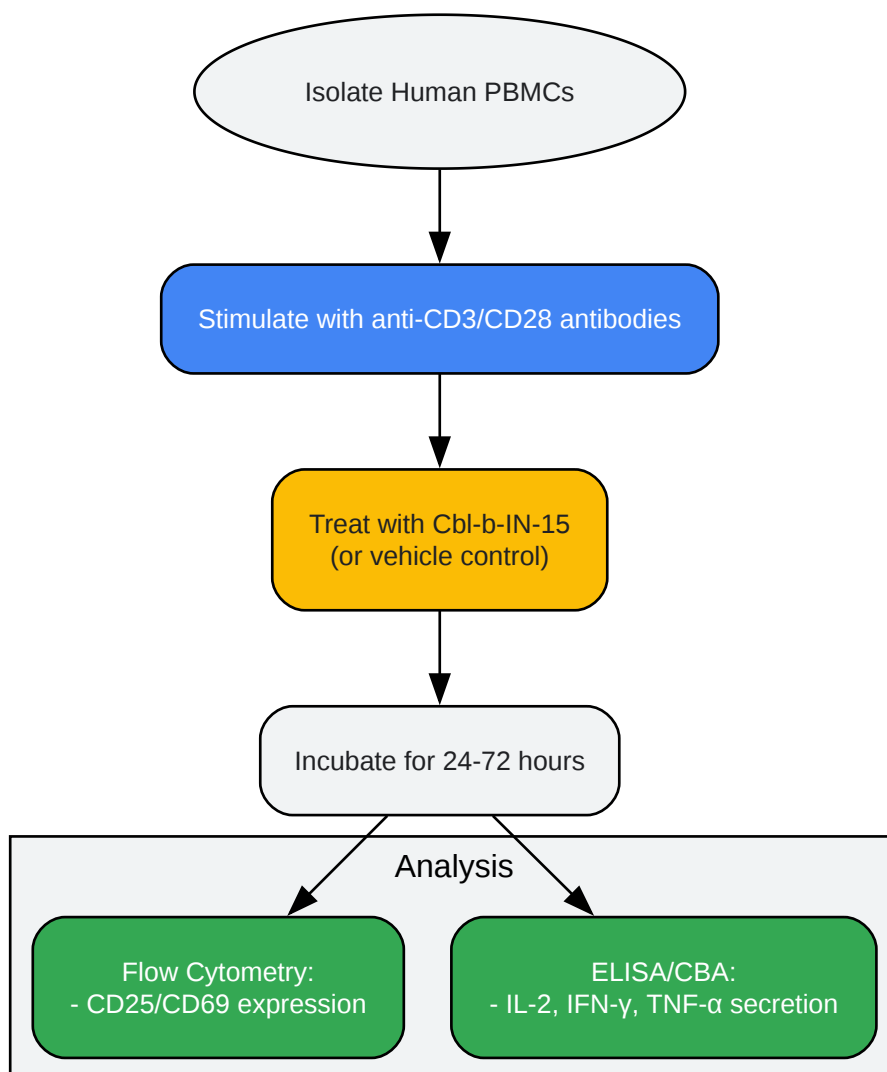 Isolate Human PBMCs
Stimulate with anti-CD3/CD28 antibodies
Treat with Cbl-b-IN-15
(or vehicle control)
Incubate for 24-72 hours
Analysis
Flow Cytometry:
- CD25/CD69 expression
ELISA/CBA:
- IL-2, IFN-γ, TNF-α secretion